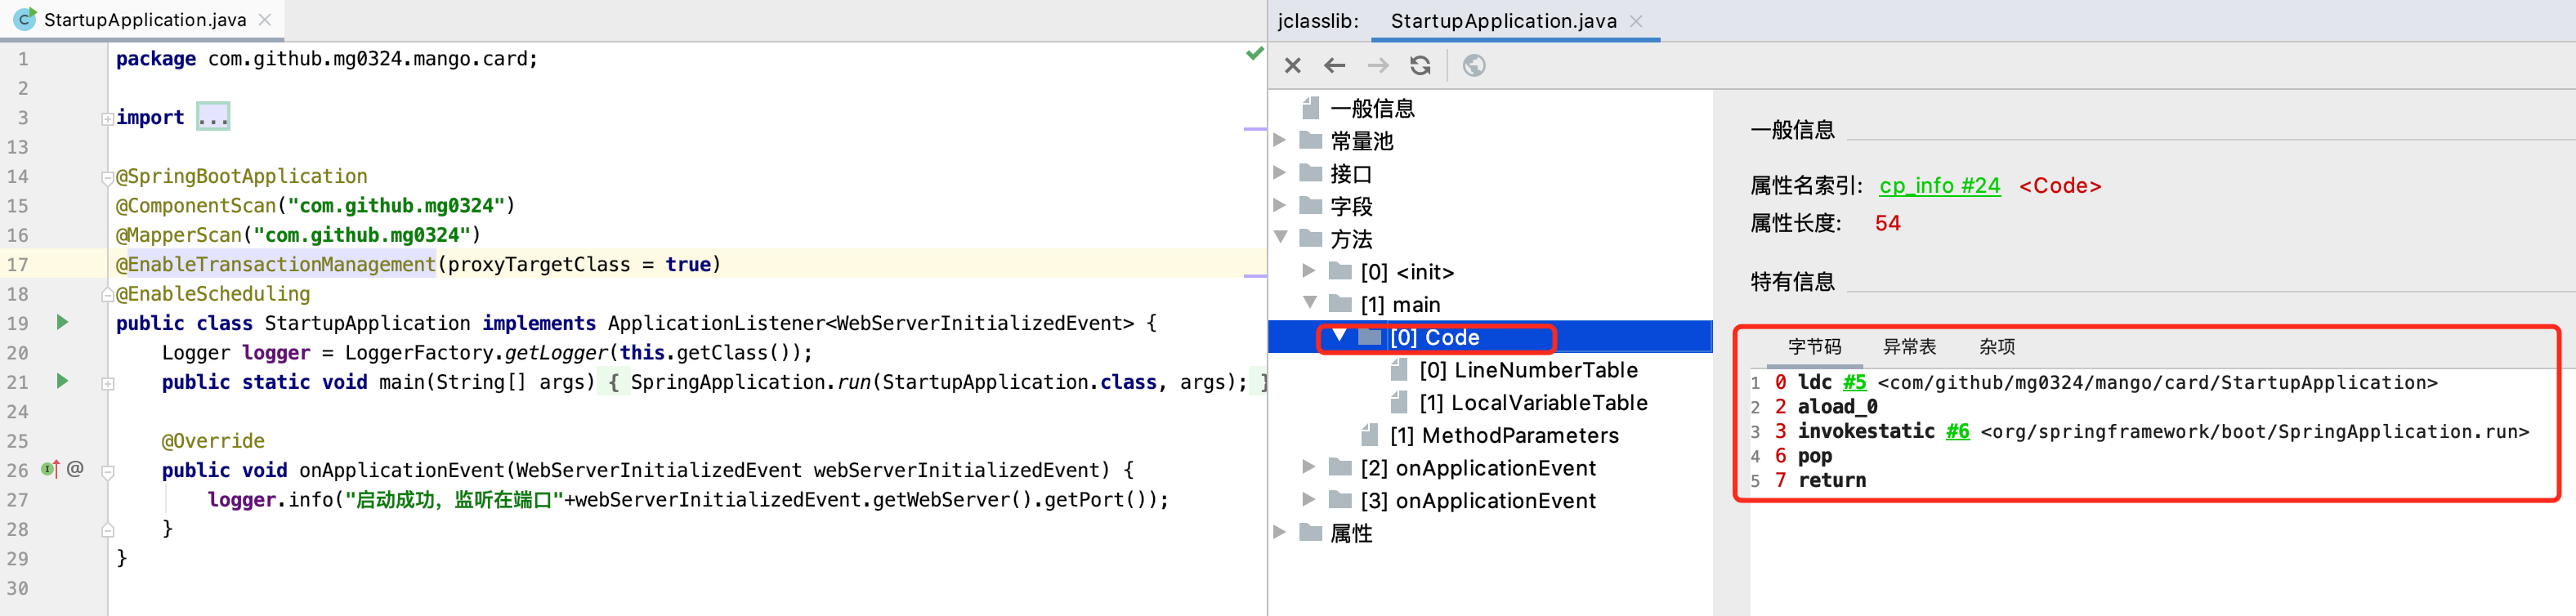 StartupApplication.java
1 package com.github.mg0324.mango.card;
2
3 import ...
13
14 @SpringBootApplication
15 @ComponentScan("com.github.mg0324")
16 @MapperScan("com.github.mg0324")
17 @EnableTransactionManagement(proxyTargetClass = true)
18 @EnableScheduling
19 public class StartupApplication implements ApplicationListener<WebServerInitializedEvent> {
20 Logger logger = LoggerFactory.getLogger(this.getClass());
21 public static void main(String[] args) { SpringApplication.run(StartupApplication.class, args); }
24
25 @Override
26 @ public void onApplicationEvent(WebServerInitializedEvent webServerInitializedEvent) {
27 logger.info("启动成功，监听在端口"+webServerInitializedEvent.getWebServer().getPort());
28 }
29 }
30
jclasslib: StartupApplication.java
一般信息
常量池
接口
字段
方法
[0] <init>
[1] main
[0] Code
[0] LineNumberTable
[1] LocalVariableTable
[1] MethodParameters
[2] onApplicationEvent
[3] onApplicationEvent
属性
一般信息
属性名索引: cp_info #24 <Code>
属性长度: 54
特有信息
字节码 异常表 杂项
1 0 ldc #5 <com/github/mg0324/mango/card/StartupApplication>
2 2 aload_0
3 3 invokestatic #6 <org/springframework/boot/SpringApplication.run>
4 6 pop
5 7 return